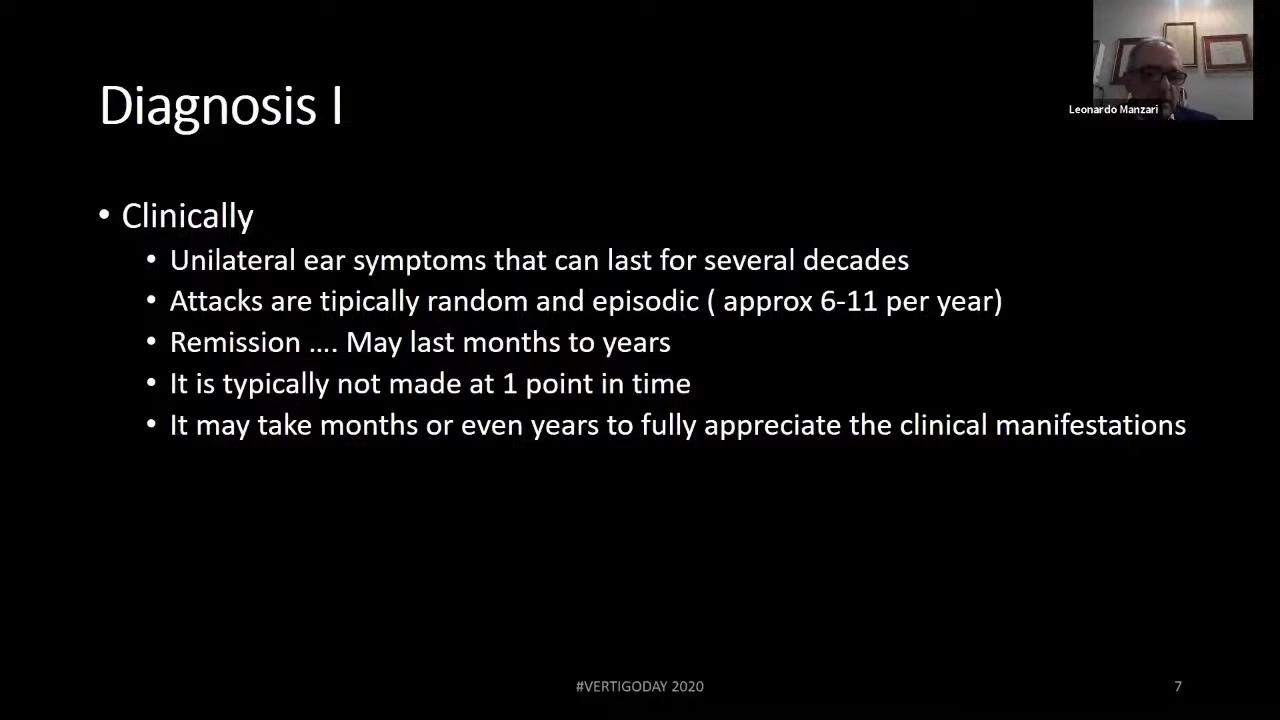 Leonardo Manzari
Diagnosis I
• Clinically
• Unilateral ear symptoms that can last for several decades
• Attacks are tipically random and episodic ( approx 6-11 per year)
• Remission …. May last months to years
• It is typically not made at 1 point in time
• It may take months or even years to fully appreciate the clinical manifestations
#VERTIGODAY 2020
7